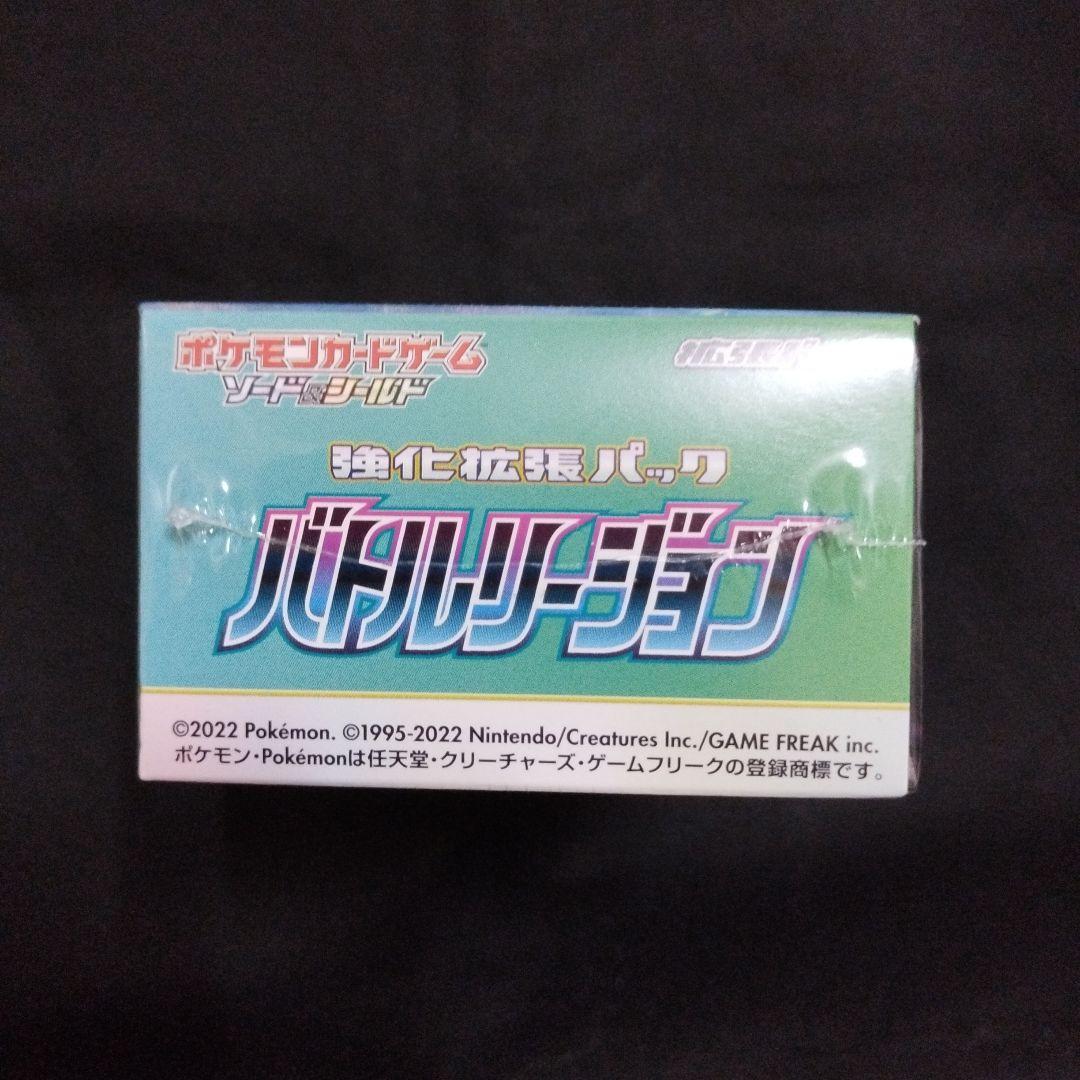 ポケモンカードゲーム
ソード&シールド
強化拡張パック
バトルリージョン
©2022 Pokémon. ©1995-2022 Nintendo/Creatures Inc./GAME FREAK inc.
ポケモン・Pokémonは任天堂・クリーチャーズ・ゲームフリークの登録商標です。